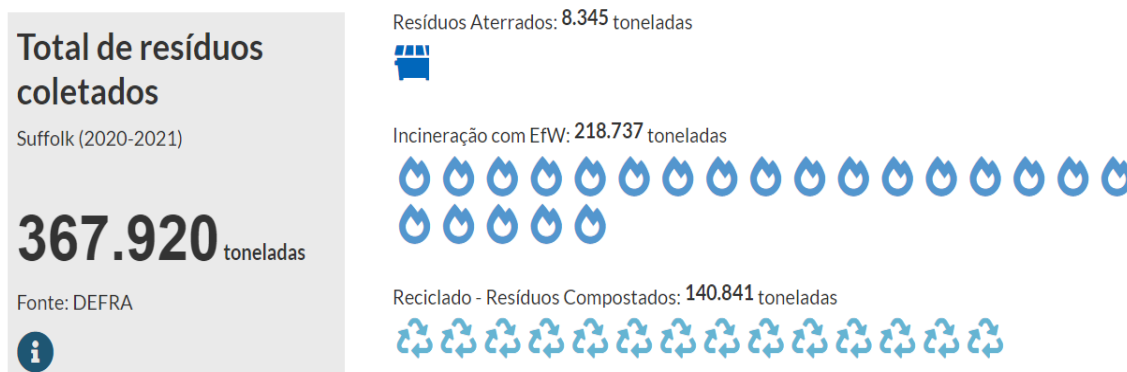 Total de resíduos
coletados
Suffolk (2020-2021)
367.920 toneladas
Fonte: DEFRA
i
Resíduos Aterrados: 8.345 toneladas
Incineração com EfW: 218.737 toneladas
Reciclado - Resíduos Compostados: 140.841 toneladas